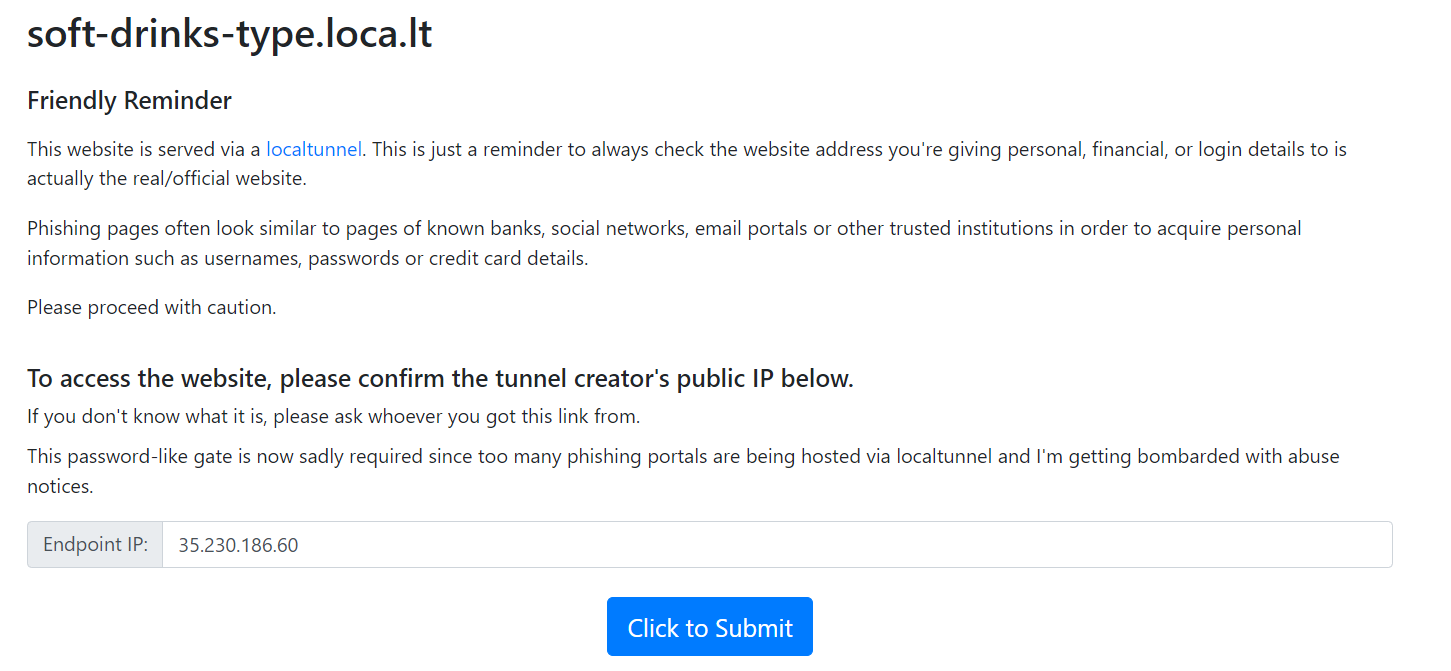 soft-drinks-type.loca.lt
Friendly Reminder
This website is served via a localtunnel. This is just a reminder to always check the website address you're giving personal, financial, or login details to is
actually the real/official website.
Phishing pages often look similar to pages of known banks, social networks, email portals or other trusted institutions in order to acquire personal
information such as usernames, passwords or credit card details.
Please proceed with caution.
To access the website, please confirm the tunnel creator's public IP below.
If you don't know what it is, please ask whoever you got this link from.
This password-like gate is now sadly required since too many phishing portals are being hosted via localtunnel and I'm getting bombarded with abuse
notices.
Endpoint IP: 35.230.186.60
Click to Submit